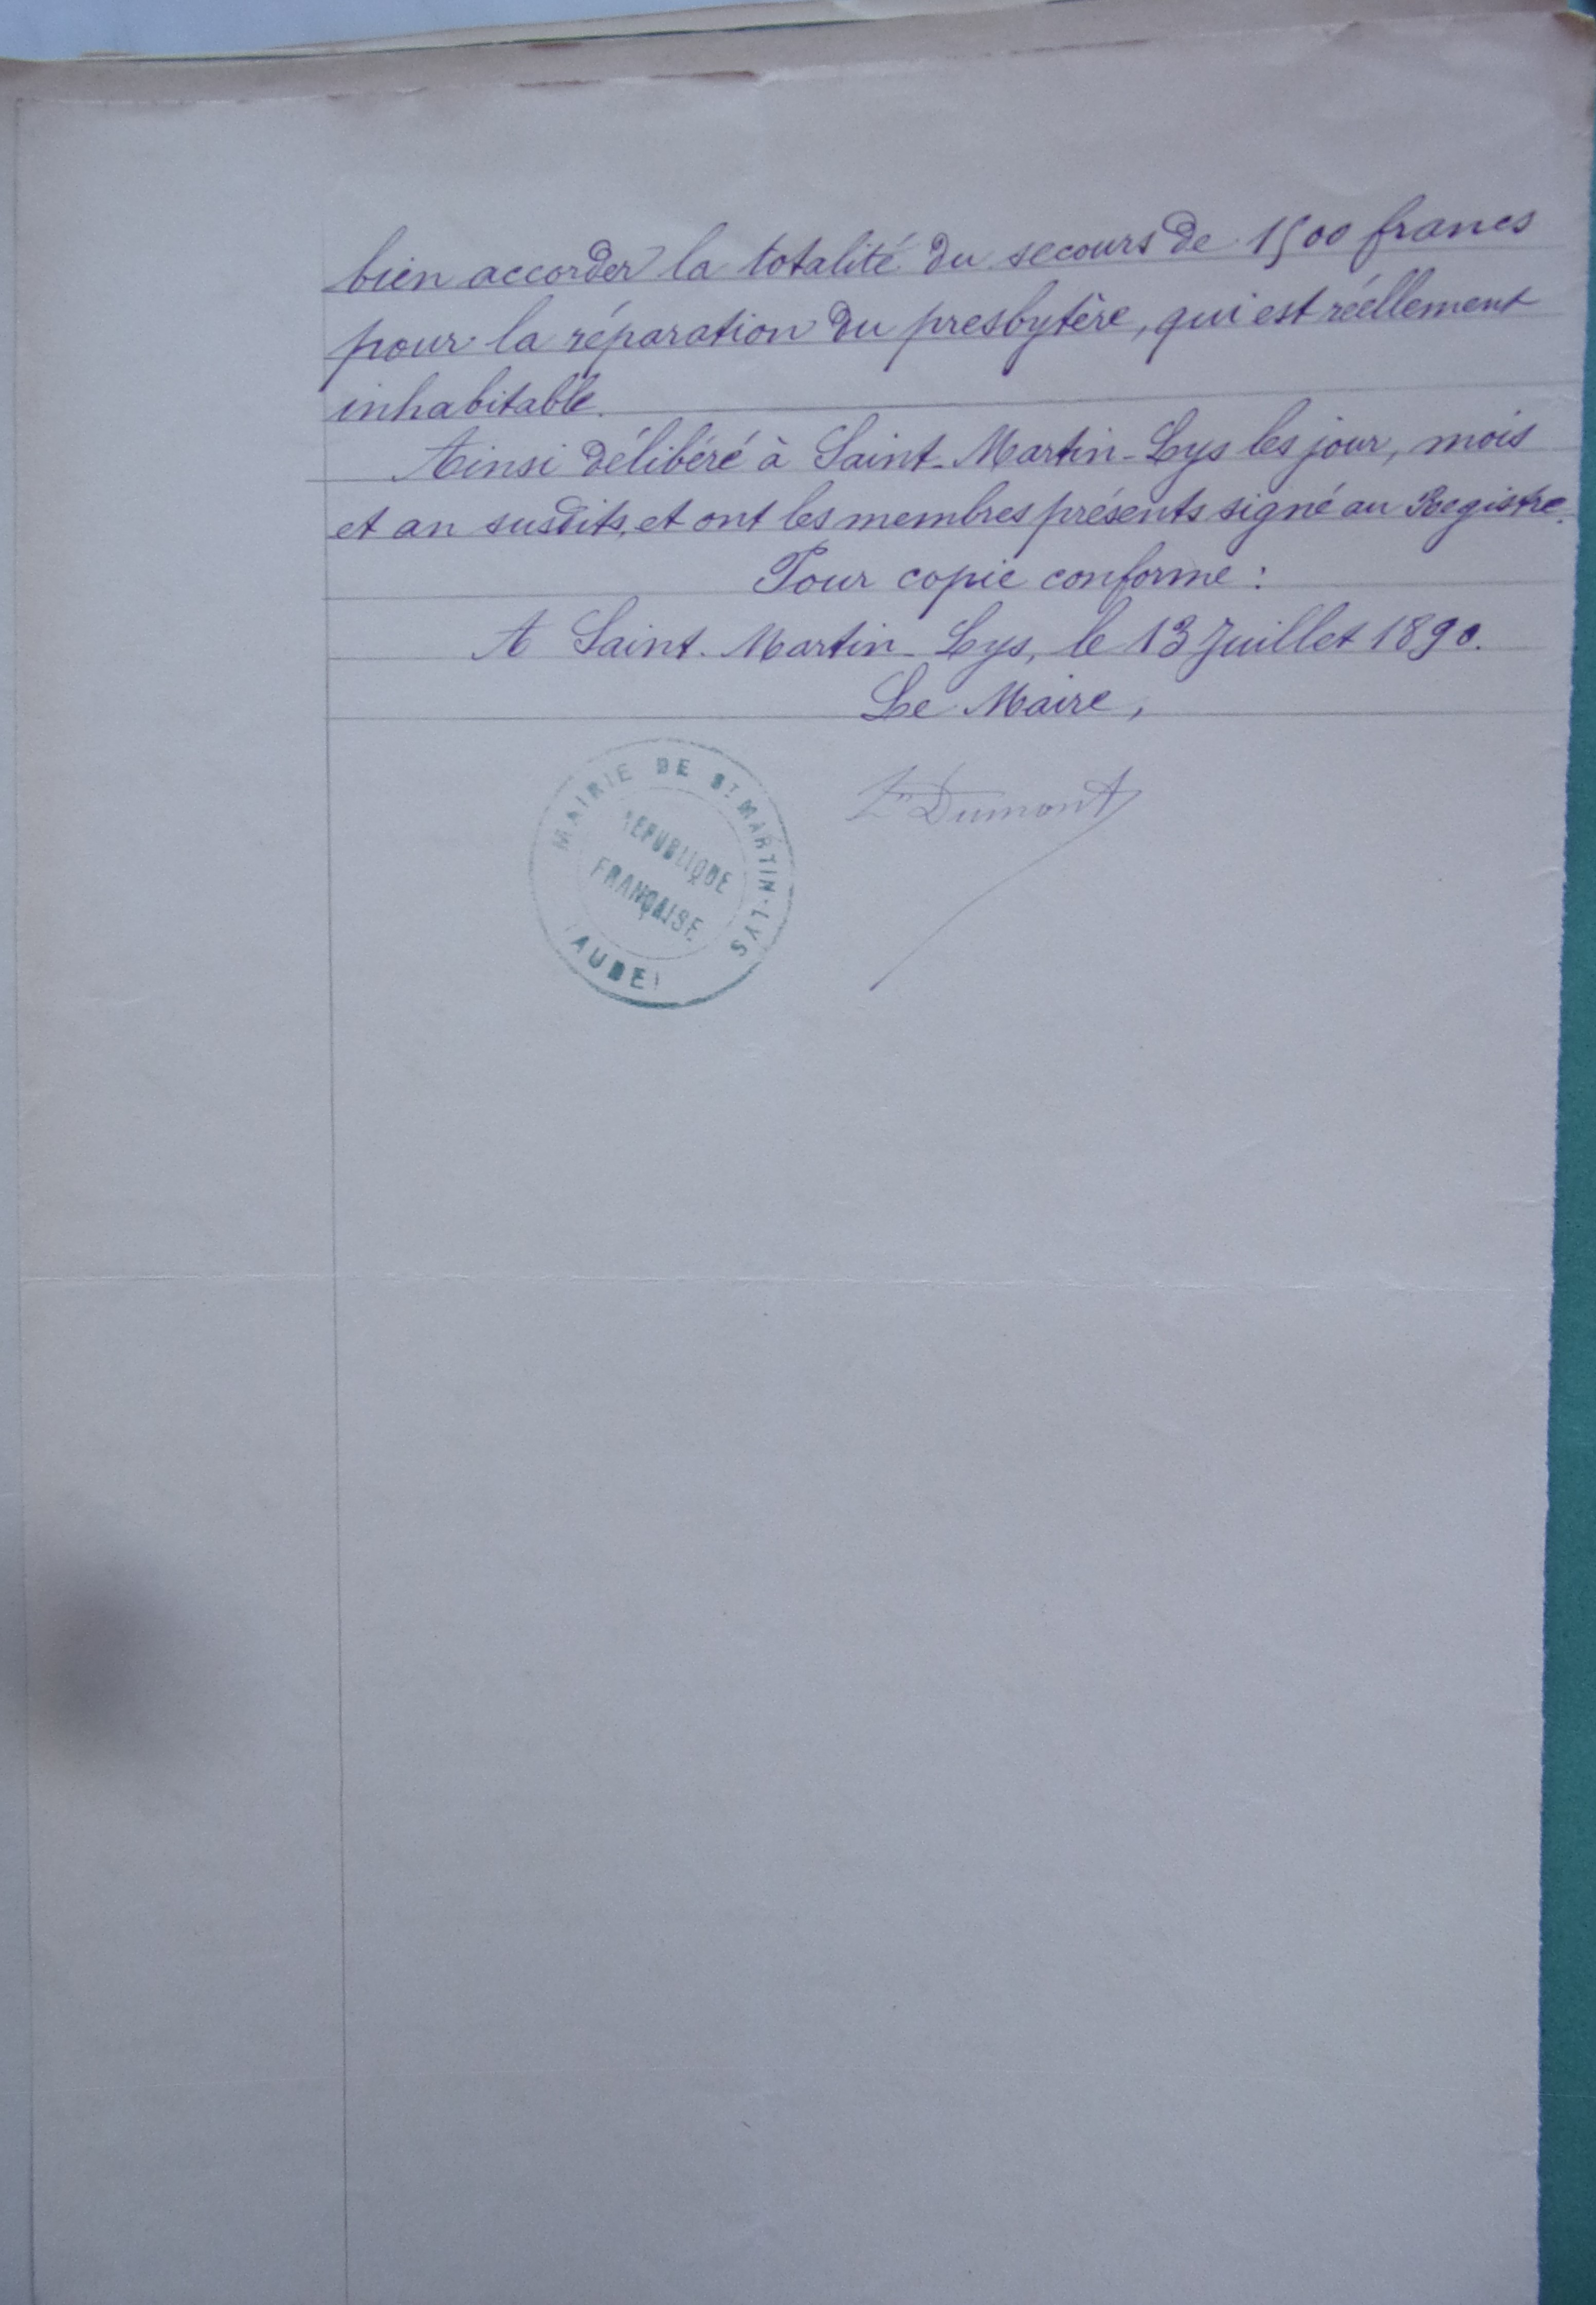 bien accorder la totalité du secours de 1500 francs
pour la réparation du presbytère, qui est réellement
inhabitable.
Ainsi délibéré à Saint-Martin-Lys les jour, mois
et an susdits, et ont les membres présents signé au Registre.
Pour copie conforme :
A Saint-Martin-Lys, le 13 Juillet 1890.
Le Maire,
Dumont
MAIRIE DE ST MARTIN-LYS
RÉPUBLIQUE
FRANÇAISE
(AUDE)